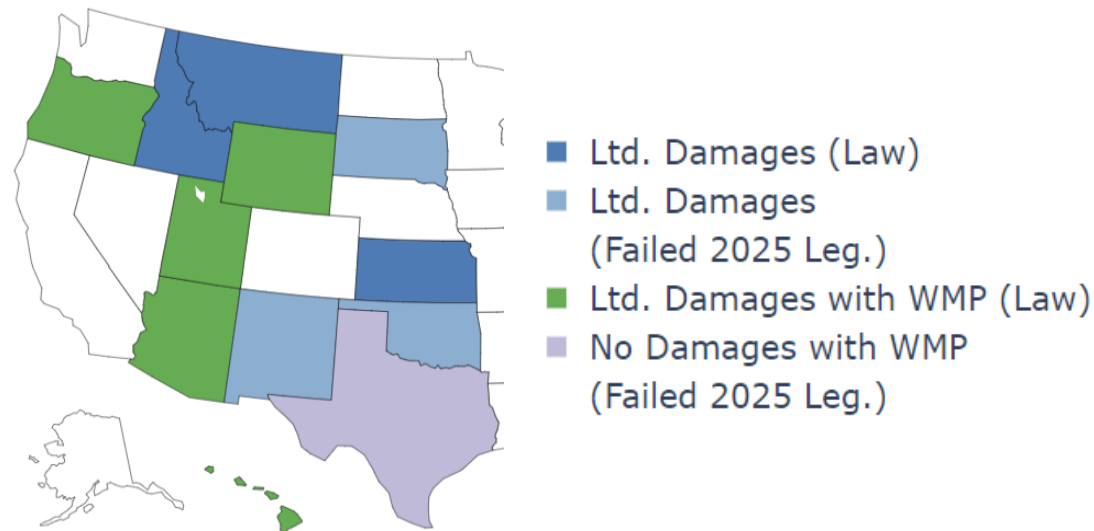 Ltd. Damages (Law)
Ltd. Damages
(Failed 2025 Leg.)
Ltd. Damages with WMP (Law)
No Damages with WMP
(Failed 2025 Leg.)